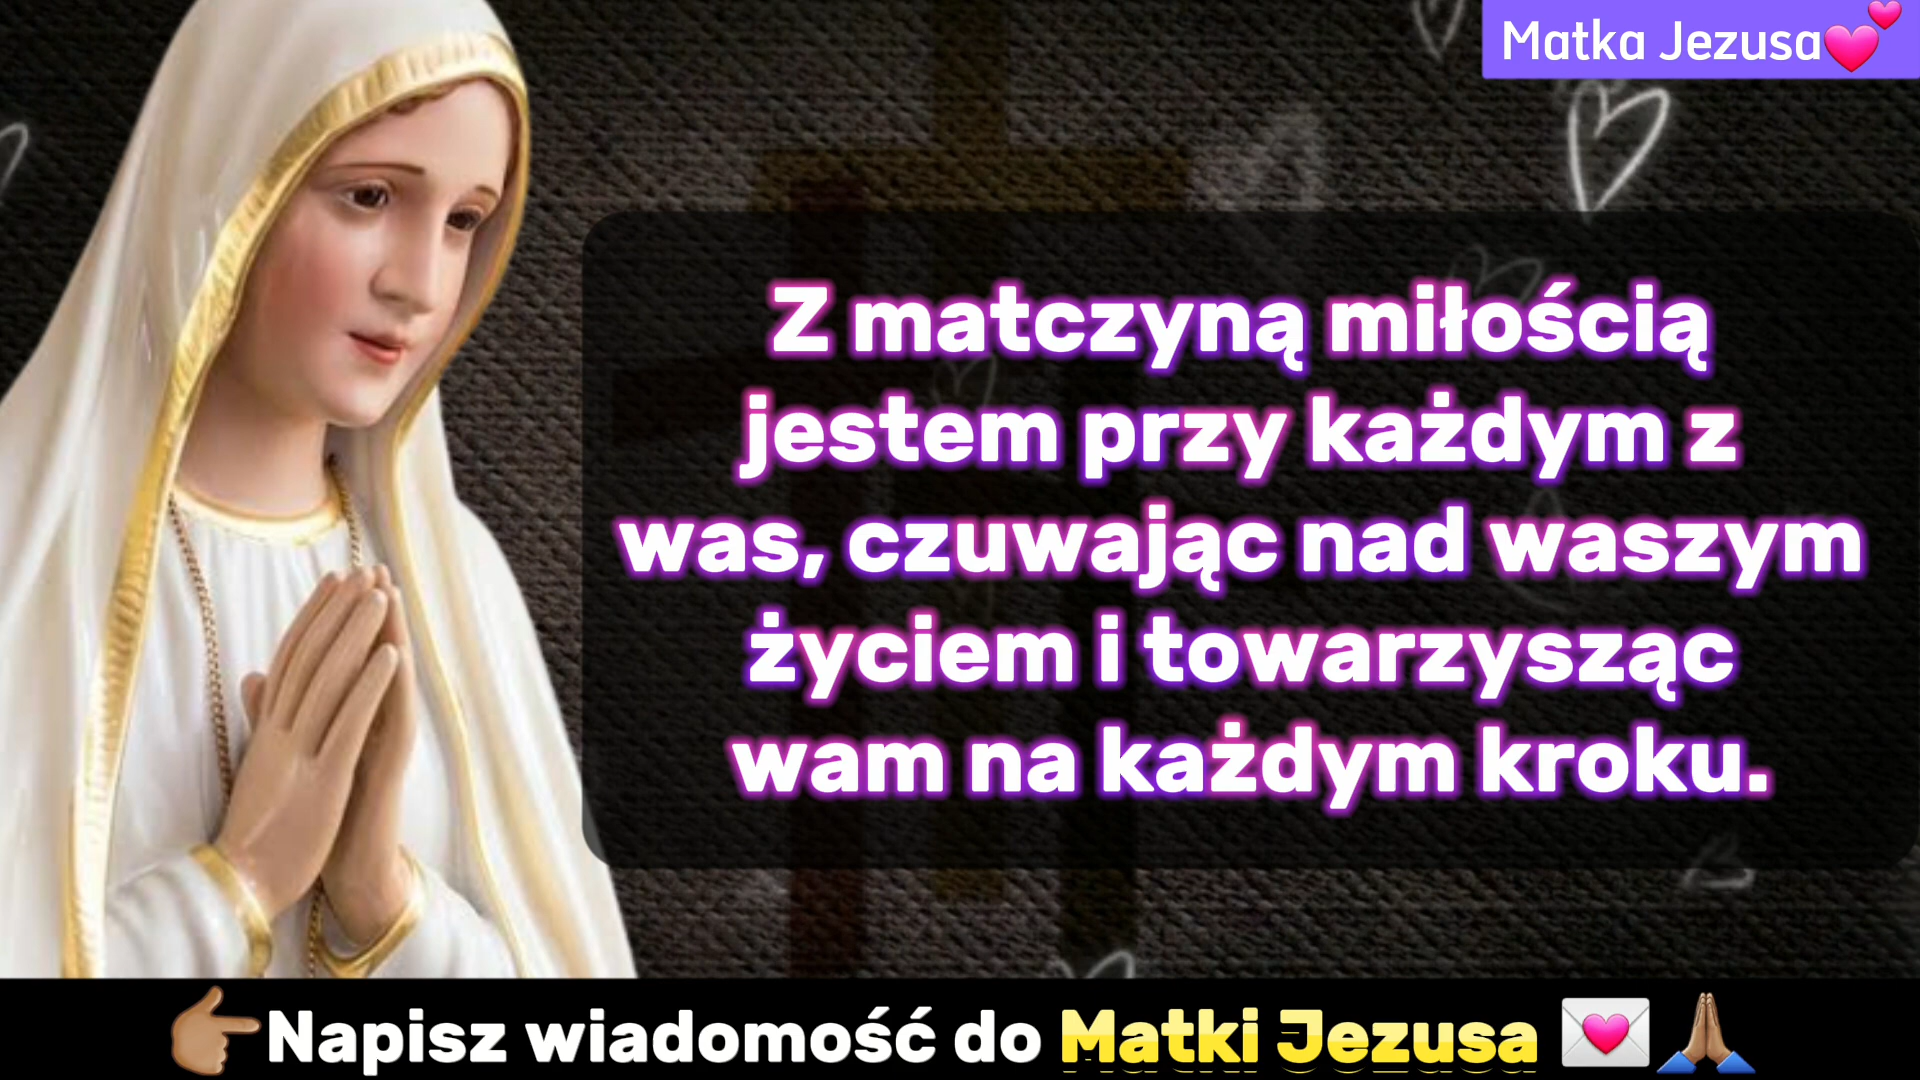 Matka Jezusa💕
Z matczyną miłością
jestem przy każdym z
was, czuwając nad waszym
życiem i towarzysząc
wam na każdym kroku.
👉🏽Napisz wiadomość do Matki Jezusa 💌🙏🏽